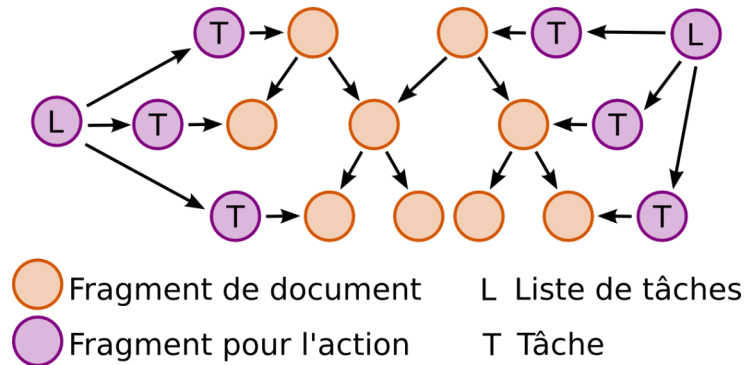 T
T
L
L
T
T
T
T
Fragment de document
L Liste de tâches
Fragment pour l'action
T Tâche